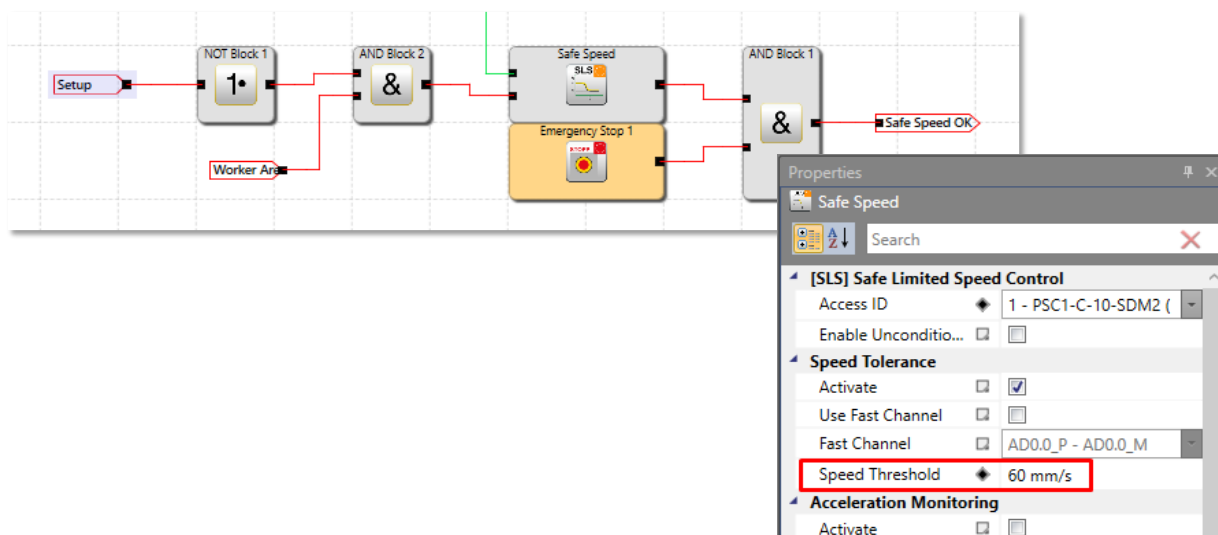 NOT Block 1
AND Block 2
Safe Speed
AND Block 1
SLS
Setup
1
&
Emergency Stop 1
&
Safe Speed OK
STOPP
Worker Are
Properties
Safe Speed
A
Z
Search
[SLS] Safe Limited Speed Control
Access ID 1 - PSC1-C-10-SDM2 (
Enable Unconditio...
Speed Tolerance
Activate
Use Fast Channel
Fast Channel AD0.0_P - AD0.0_M
Speed Threshold 60 mm/s
Acceleration Monitoring
Activate